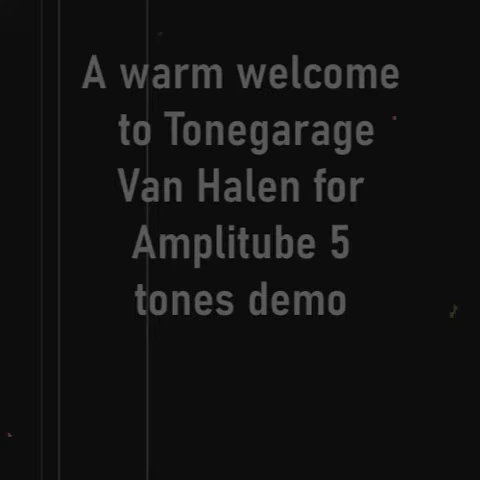 A warm welcome
to Tonegarage
Van Halen for
Amplitube 5
tones demo